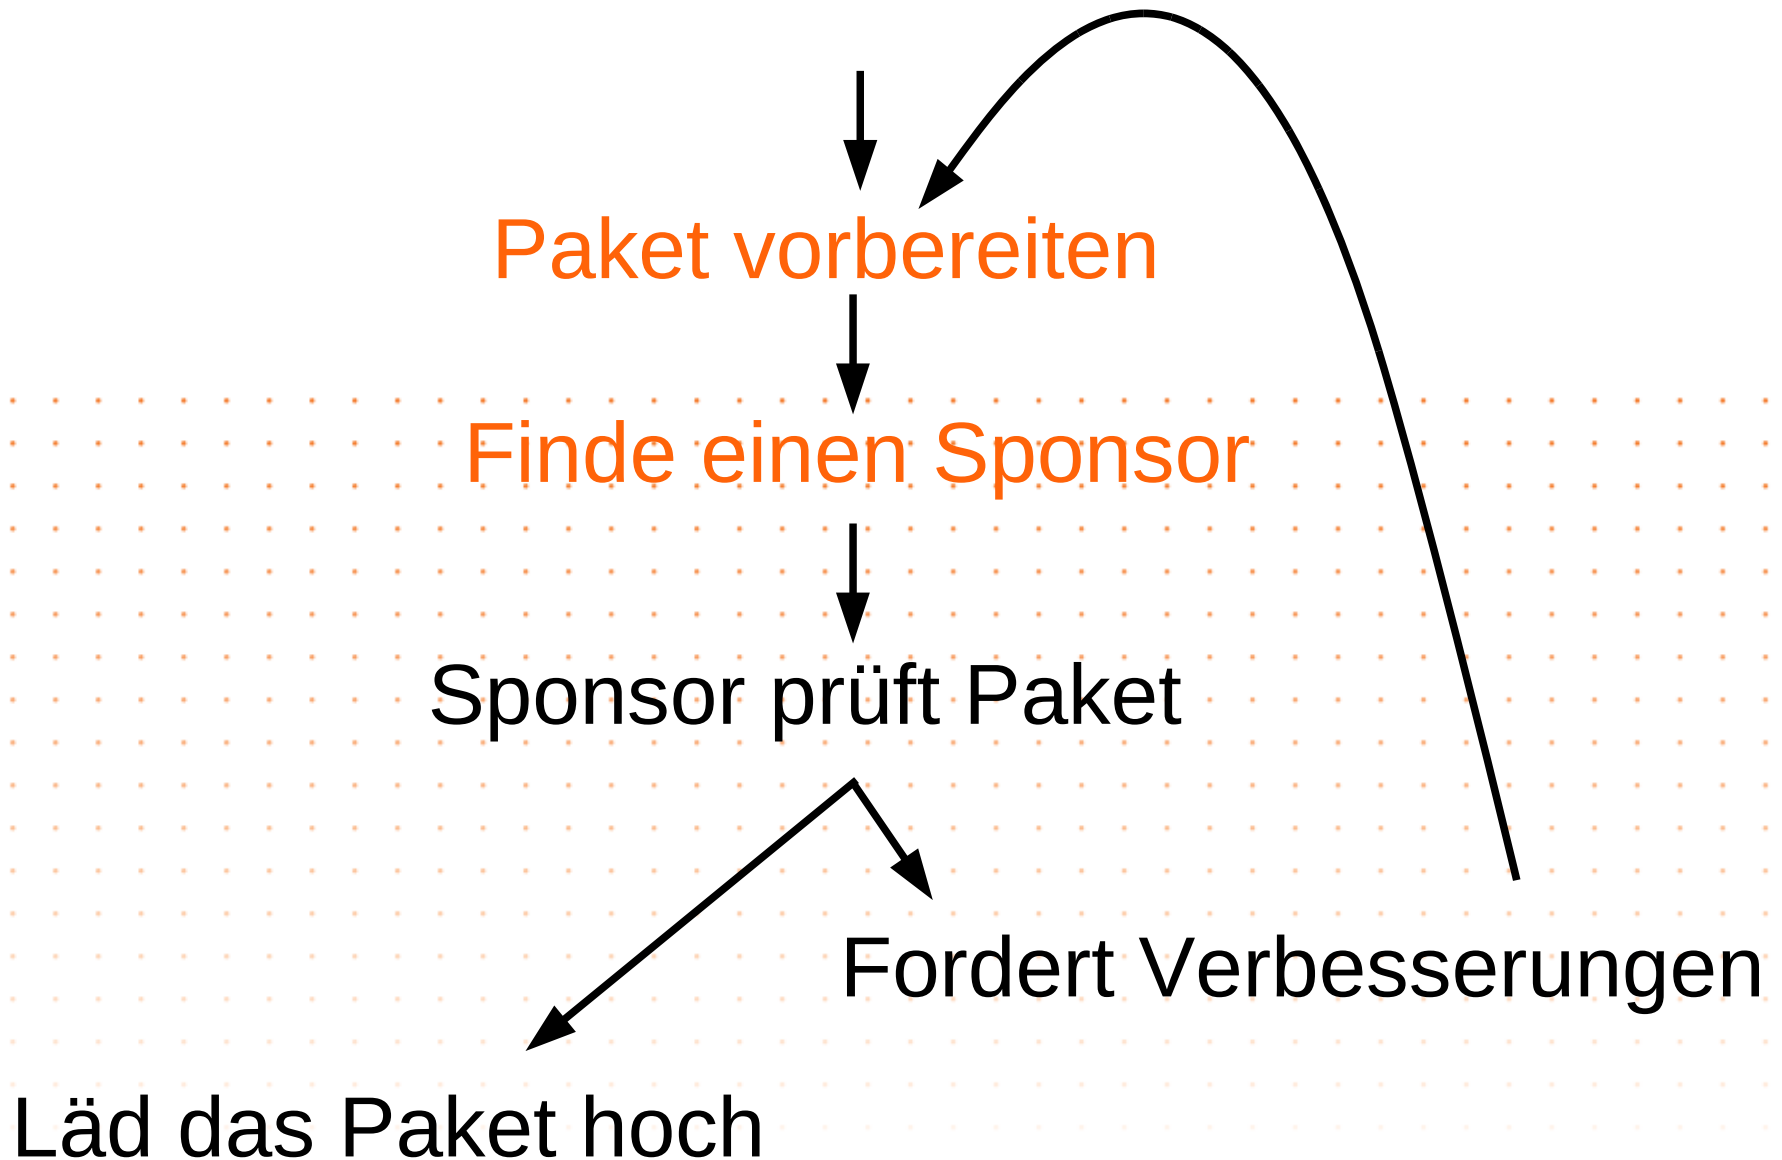 Paket vorbereiten
Finde einen Sponsor
Sponsor prüft Paket
Fordert Verbesserungen
Läd das Paket hoch